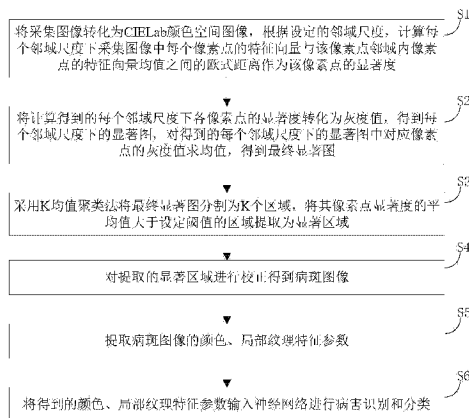 S1
将采集图像转化为CIELab颜色空间图像，根据设定的邻域尺度，计算每
个邻域尺度下采集图像中每个像素点的特征向量与该像素点邻域内像素
点的特征向量均值之间的欧式距离作为该像素点的显著度
S2
将计算得到的每个邻域尺度下各像素点的显著度转化为灰度值，得到每
个邻域尺度下的显著图，对得到的每个邻域尺度下的显著图中对应像素
点的灰度值求均值，得到最终显著图
S3
采用K均值聚类法将最终显著图分割为K个区域，将其像素点显著度的平
均值大于设定阈值的区域提取为显著区域
S4
对提取的显著区域进行校正得到病斑图像
S5
提取病斑图像的颜色、局部纹理特征参数
S6
将得到的颜色、局部纹理特征参数输入神经网络进行病害识别和分类